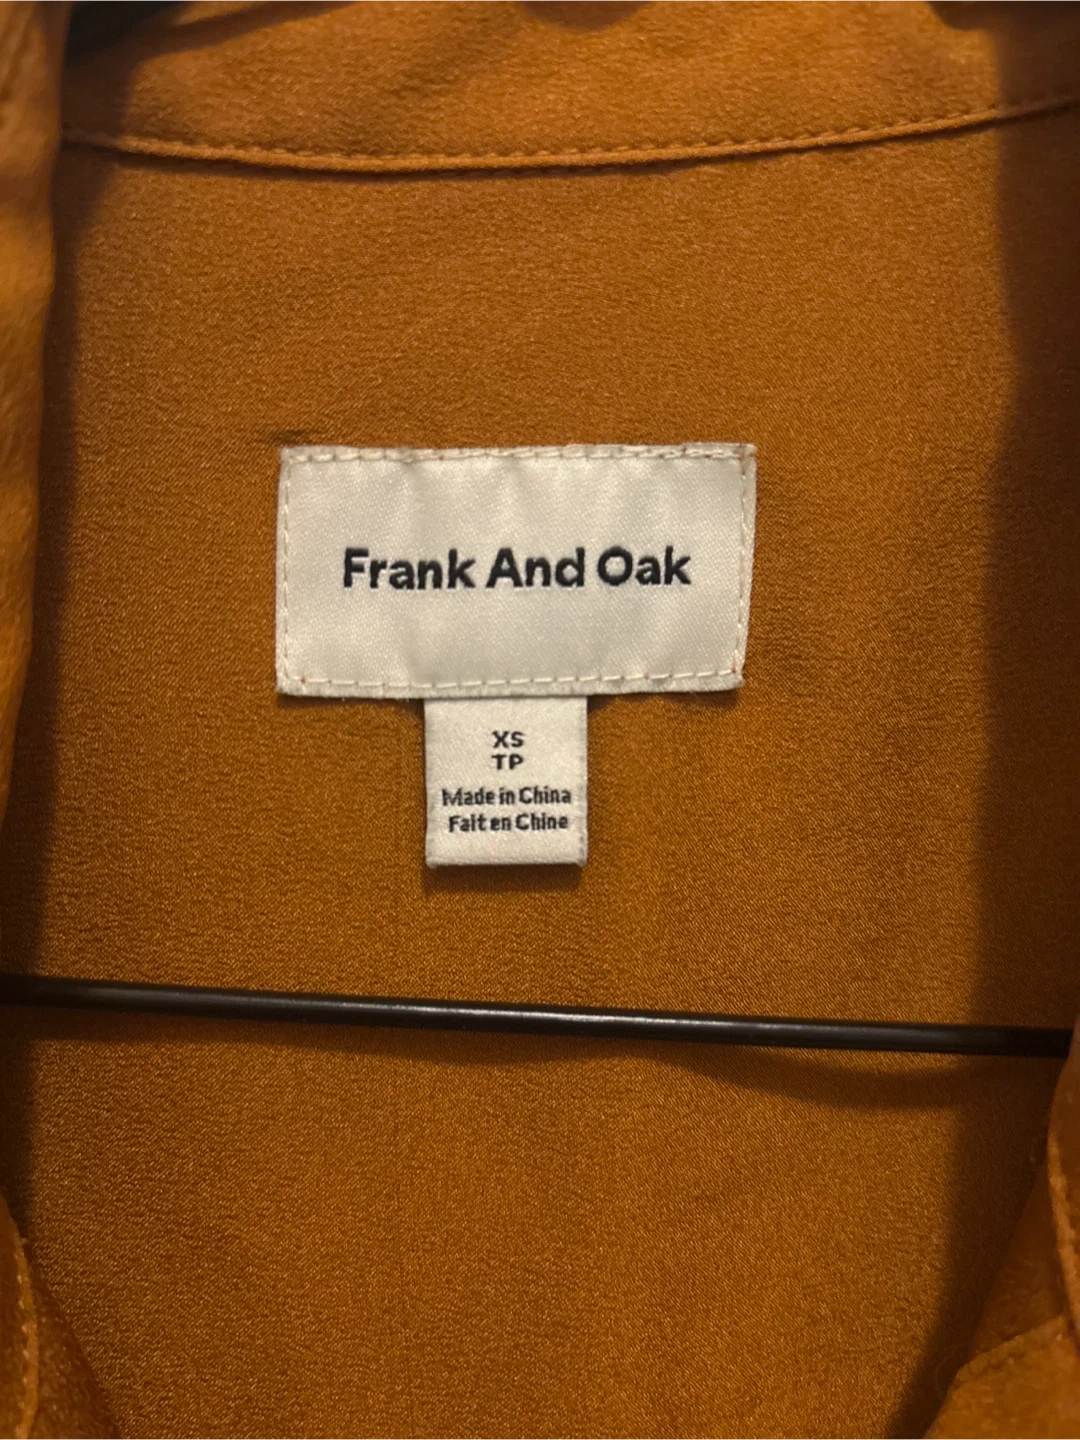 Frank And Oak
XS
TP
Made in China
Fait en Chine